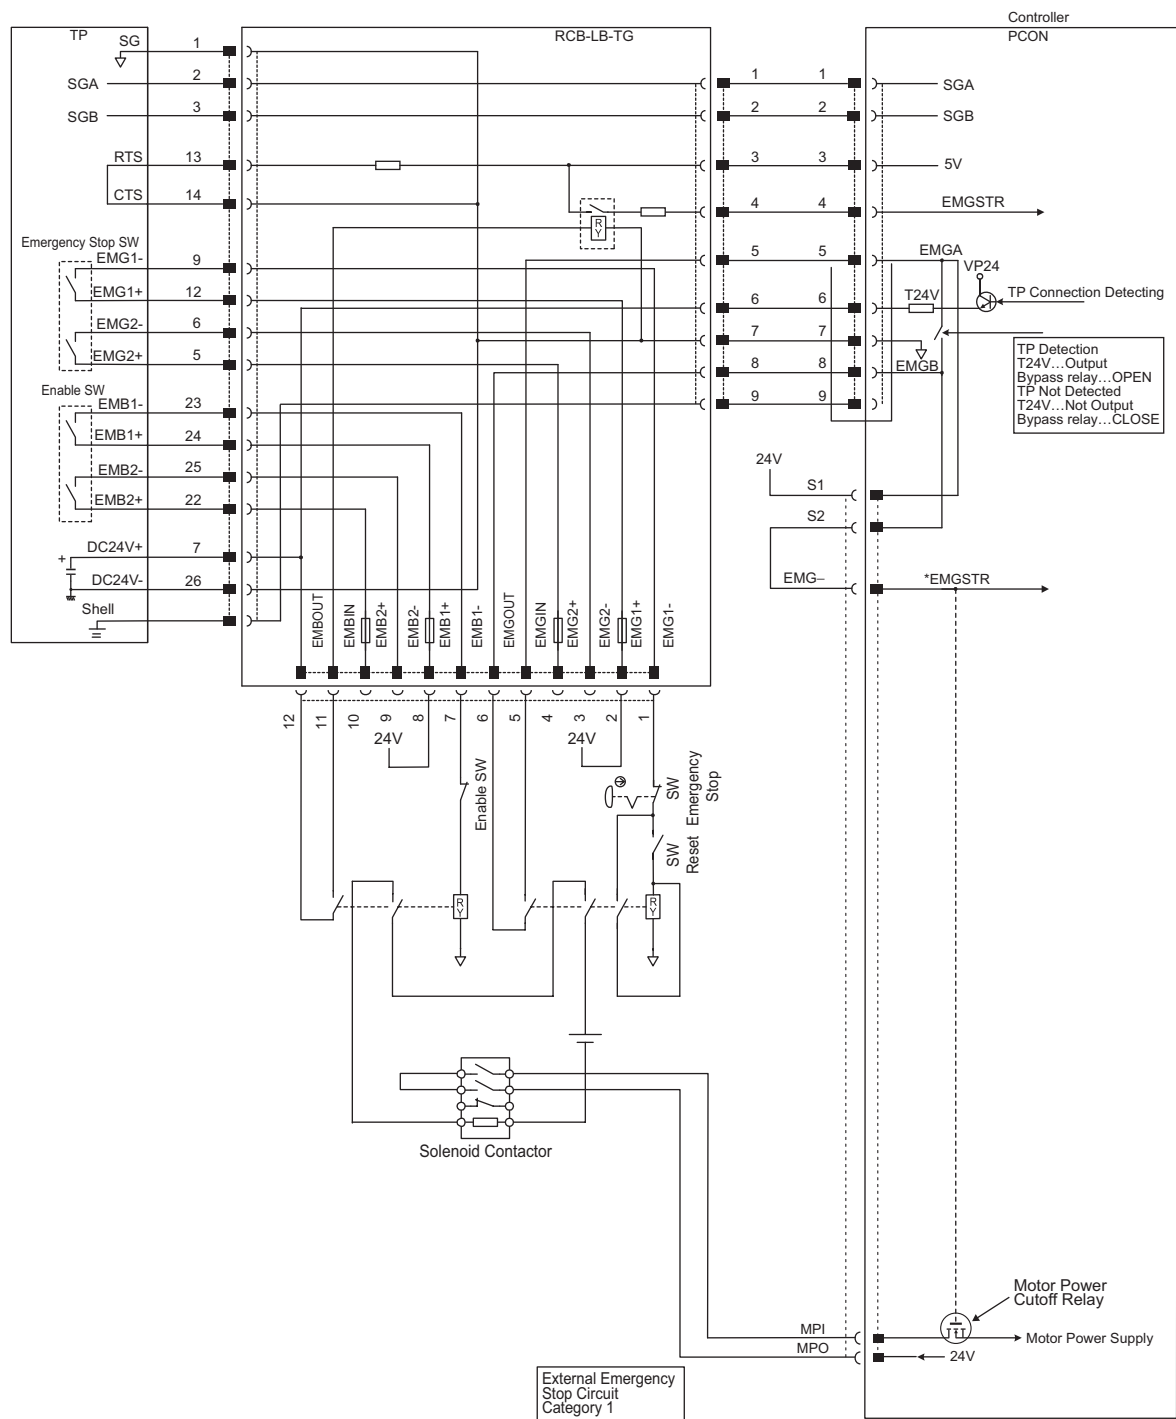 Controller
TP
RCB-LB-TG
PCON
SG 1
SGA 2 1 1 SGA
SGB 3 2 2 SGB
RTS 13 3 3 5V
CTS 14 4 4 EMGSTR
RY
Emergency Stop SW
EMG1- 9 5 5 EMGA
VP24
EMG1+ 12 6 6 T24V
TP Connection Detecting
EMG2- 6 7 7
EMG2+ 5 8 8 EMGB
TP Detection
T24V...Output
Bypass relay...OPEN
TP Not Detected
T24V...Not Output
Bypass relay...CLOSE
Enable SW
EMB1- 23 9 9
EMB1+ 24
EMB2- 25
EMB2+ 22
24V
S1
S2
DC24V+ 7
+
DC24V- 26
EMG–
*EMGSTR
Shell
EMBOUT
EMBIN
EMB2+
EMB2-
EMB1+
EMB1-
EMGOUT
EMGIN
EMG2+
EMG2-
EMG1+
EMG1-
12 11 10 9 8 7 6 5 4 3 2 1
24V
24V
Enable SW
Emergency Stop
SW
Reset
SW
RY
RY
Solenoid Contactor
Motor Power
Cutoff Relay
MPI
Motor Power Supply
MPO
24V
External Emergency
Stop Circuit
Category 1